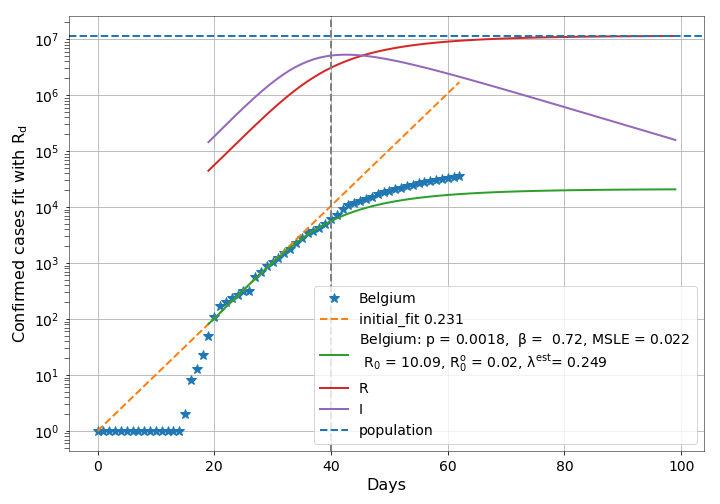 10⁷
10⁶
10⁵
10⁴
10³
10²
10¹
10⁰
Confirmed cases fit with R_d
Belgium
initial_fit 0.231
Belgium: p = 0.0018,  β =  0.72, MSLE = 0.022
R₀ = 10.09, R₀ᵒ = 0.02, λᵉˢᵗ= 0.249
R
I
population
0 20 40 60 80 100
Days